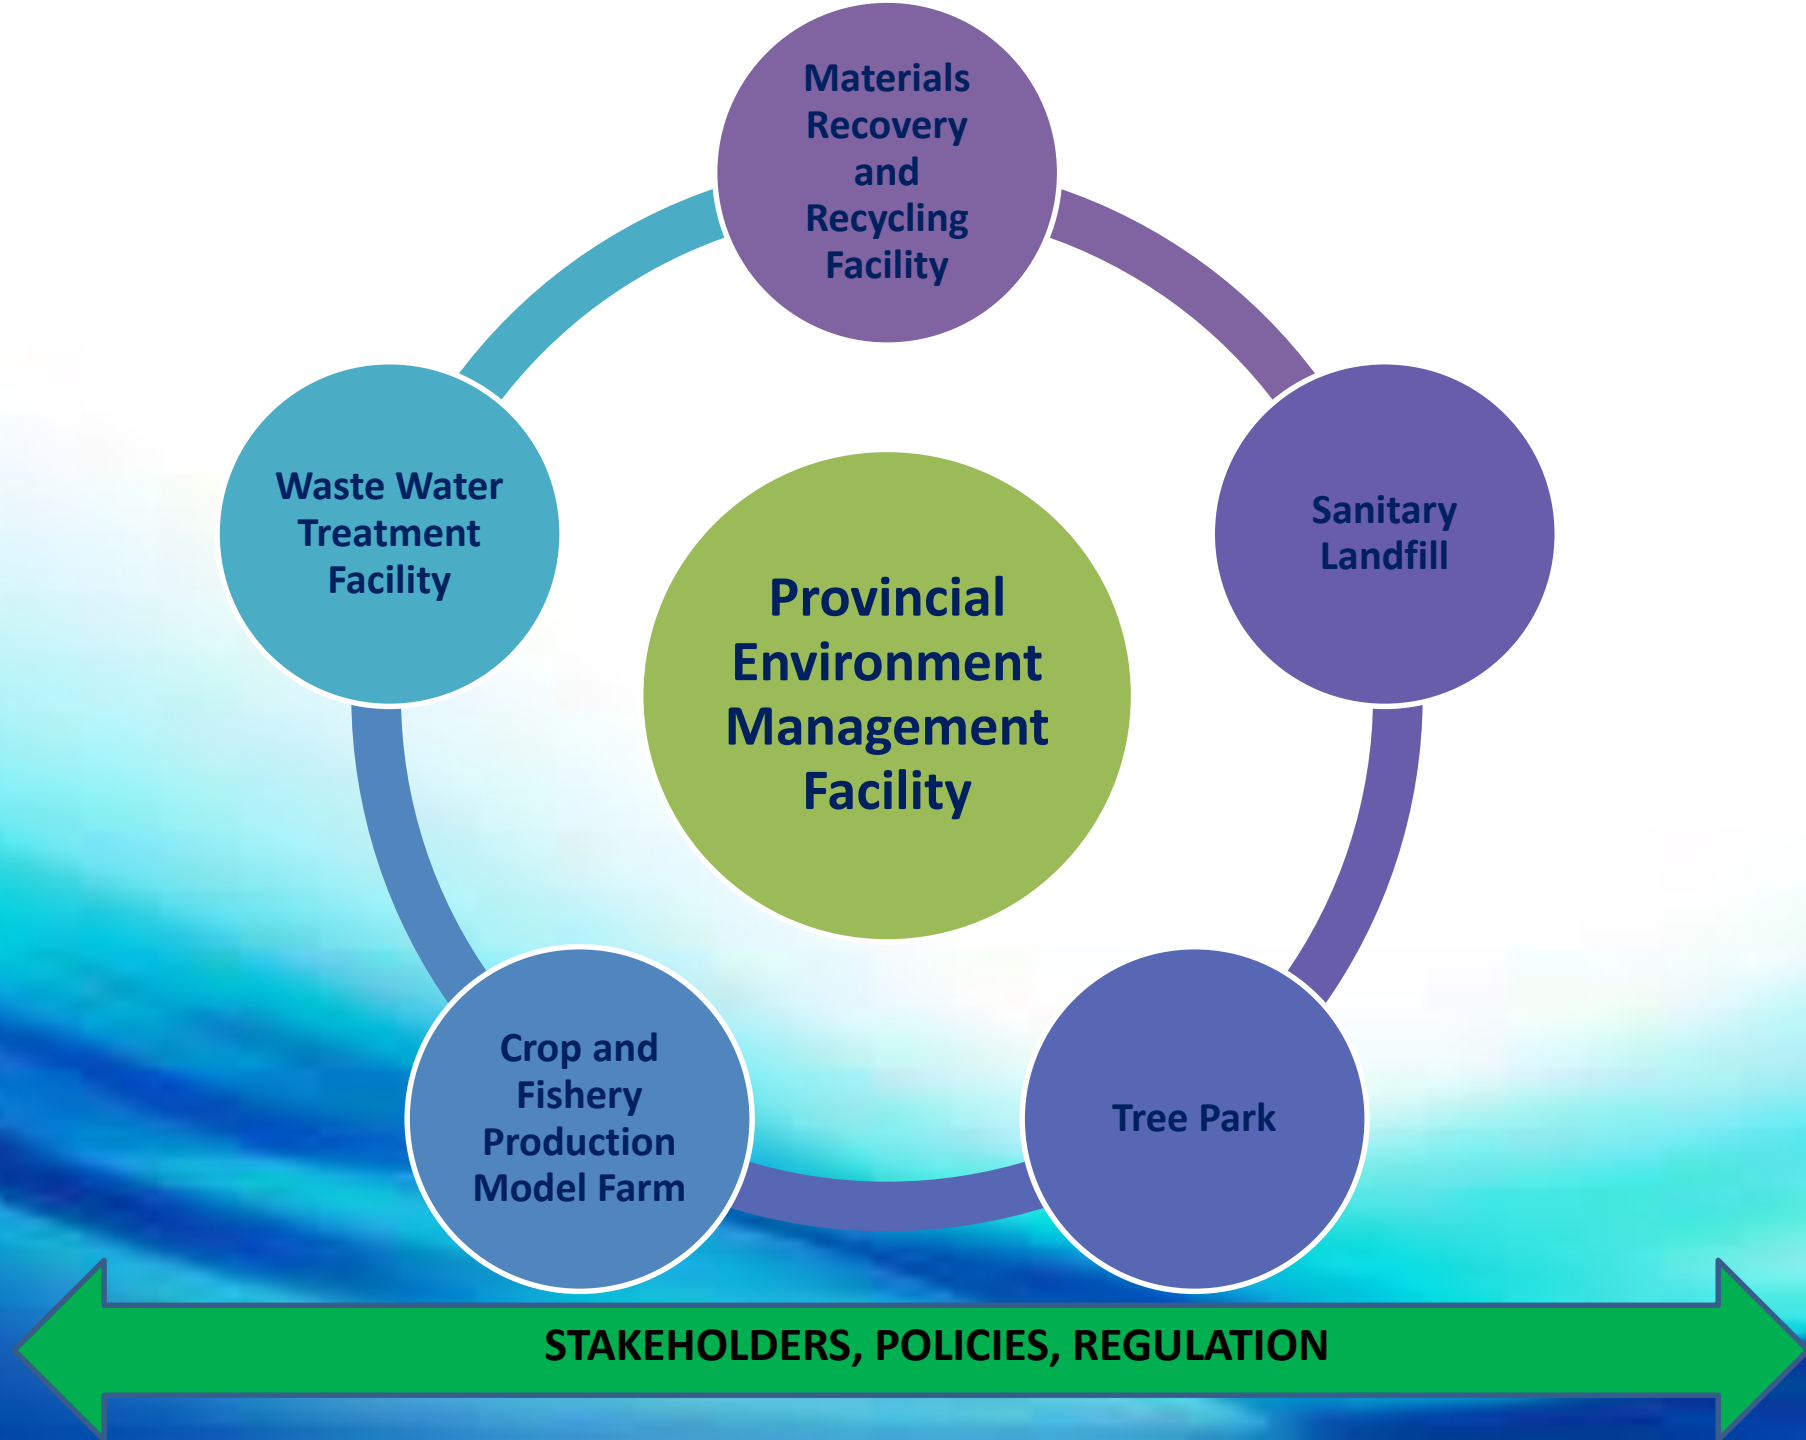 Materials
Recovery
and
Recycling
Facility
Sanitary
Landfill
Tree Park
Crop and
Fishery
Production
Model Farm
Waste Water
Treatment
Facility
Provincial
Environment
Management
Facility
STAKEHOLDERS, POLICIES, REGULATION